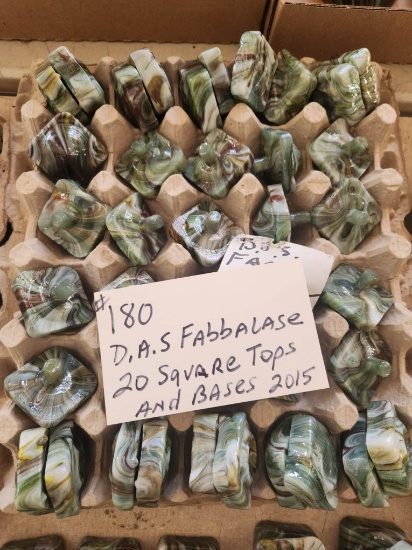 D.A.S.
F.A.S.
#180
D.A.S FABBALASE
20 SQUARE TOPS
AND BASES 2015